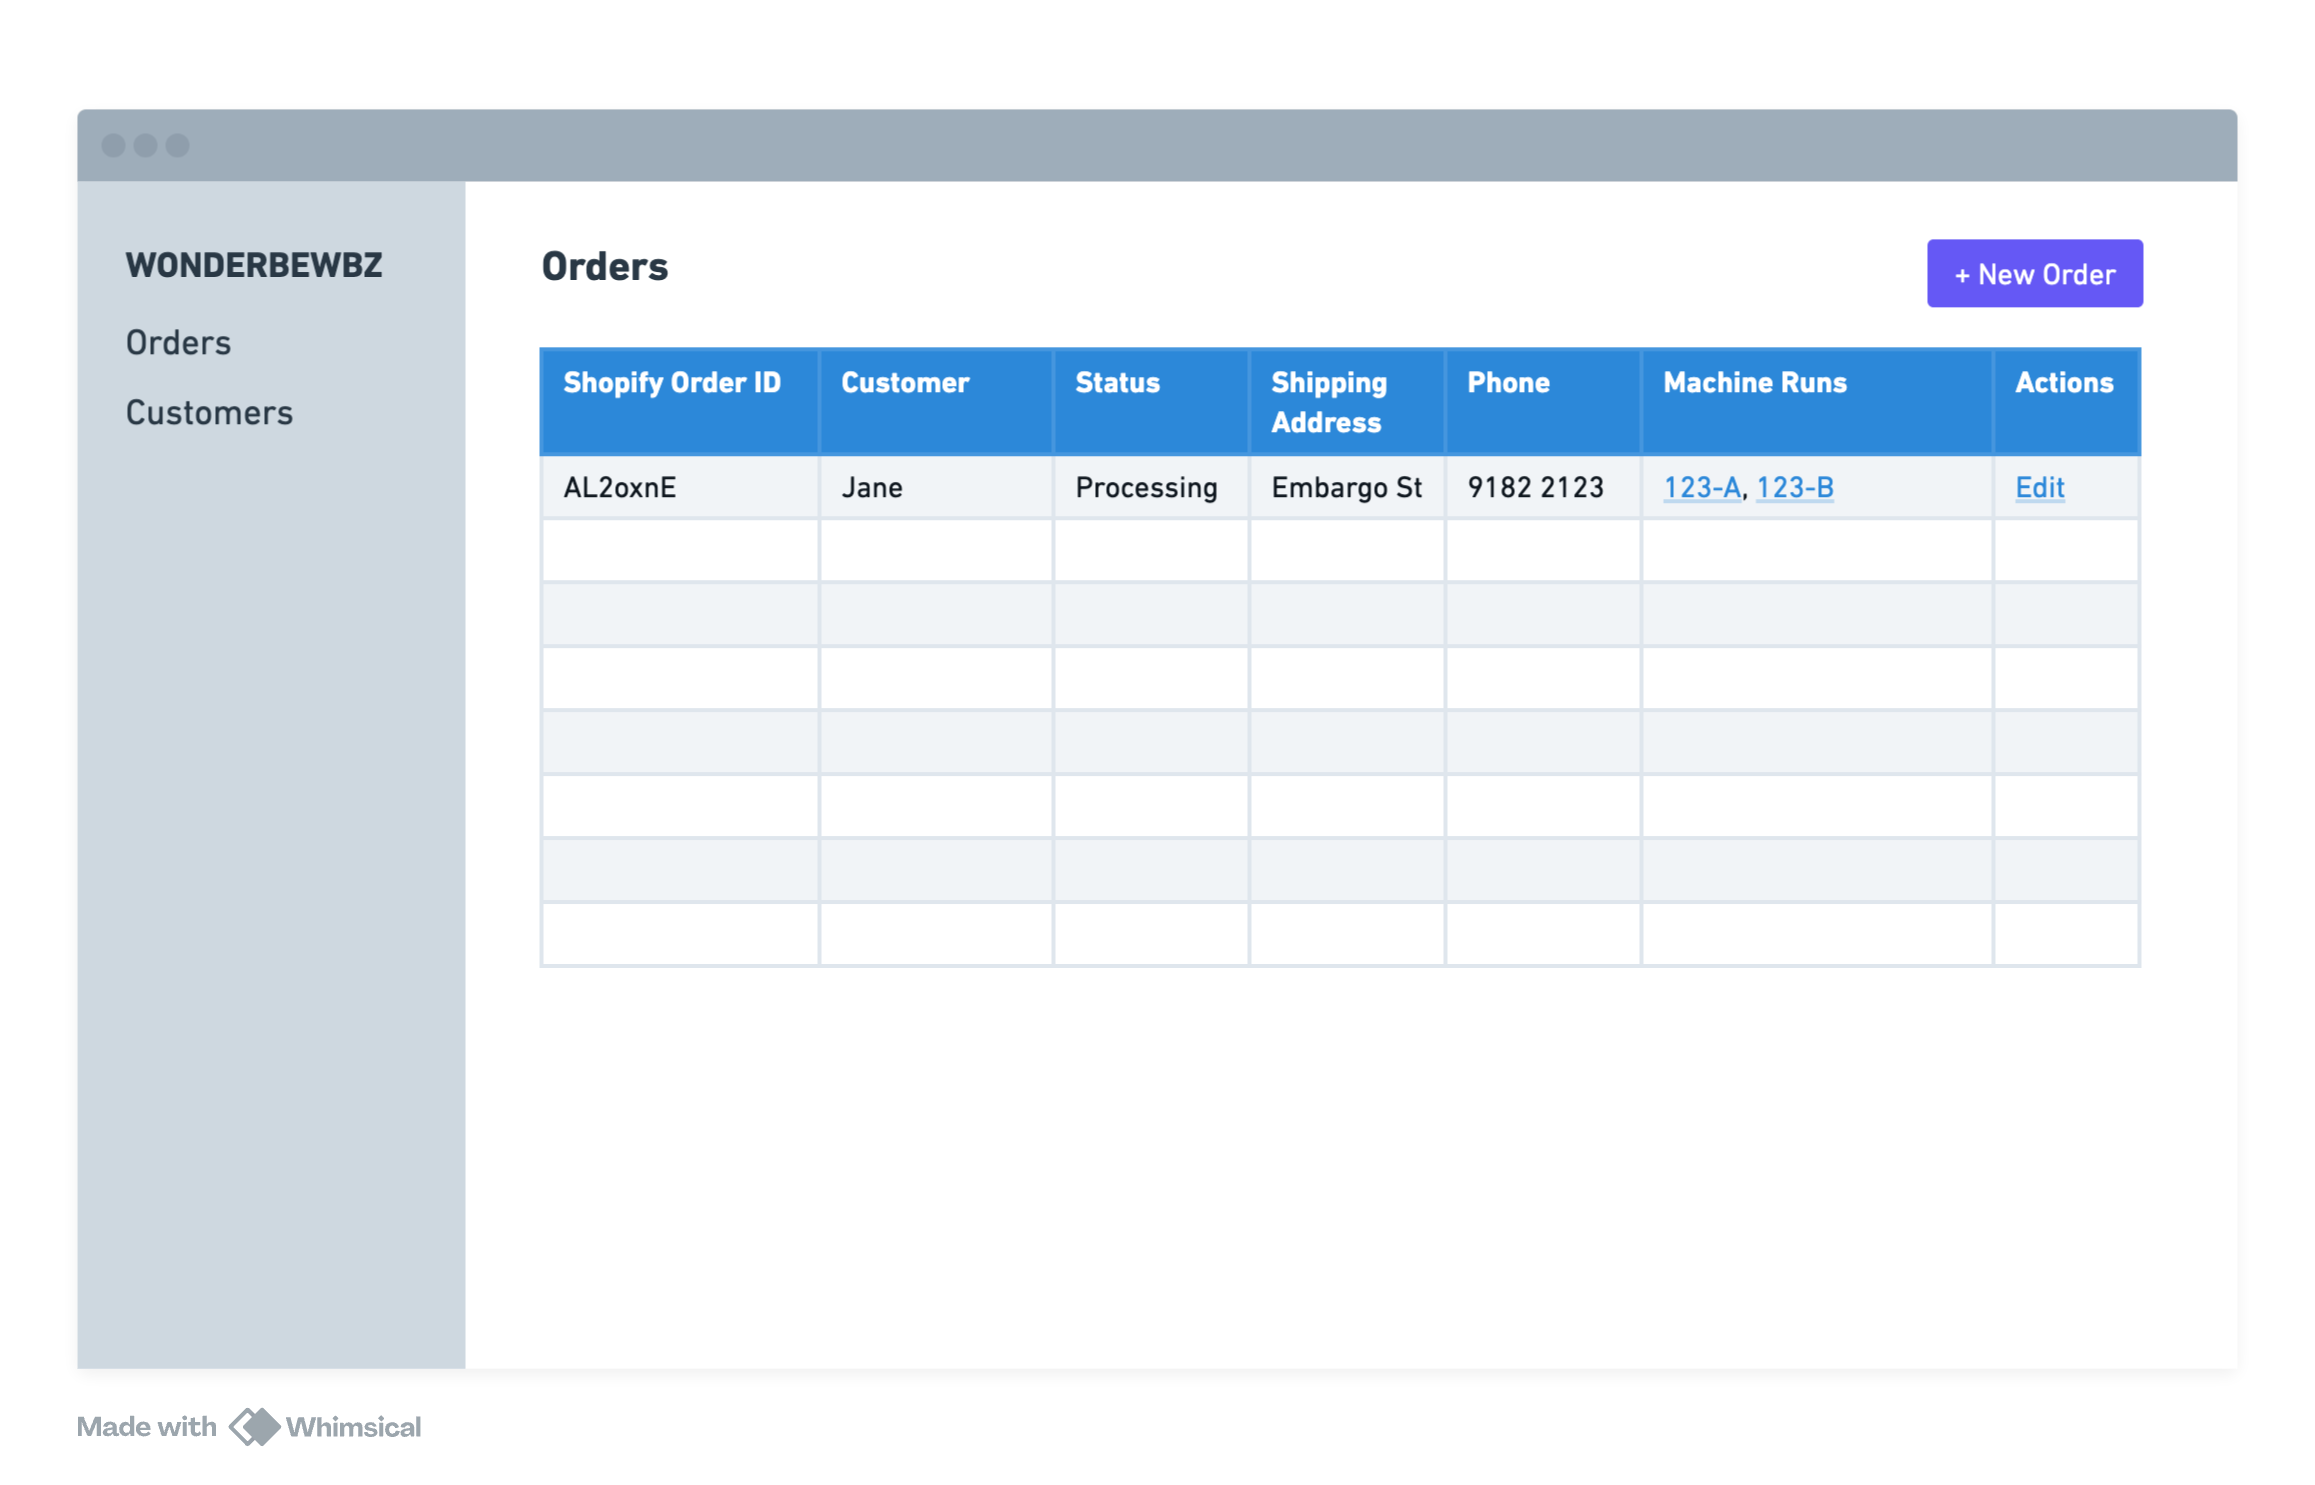 WONDERBEWBZ
Orders
Customers
Orders
+ New Order
Shopify Order ID Customer Status Shipping Address Phone Machine Runs Actions
AL2oxnE Jane Processing Embargo St 9182 2123 123-A, 123-B Edit
Made with Whimsical